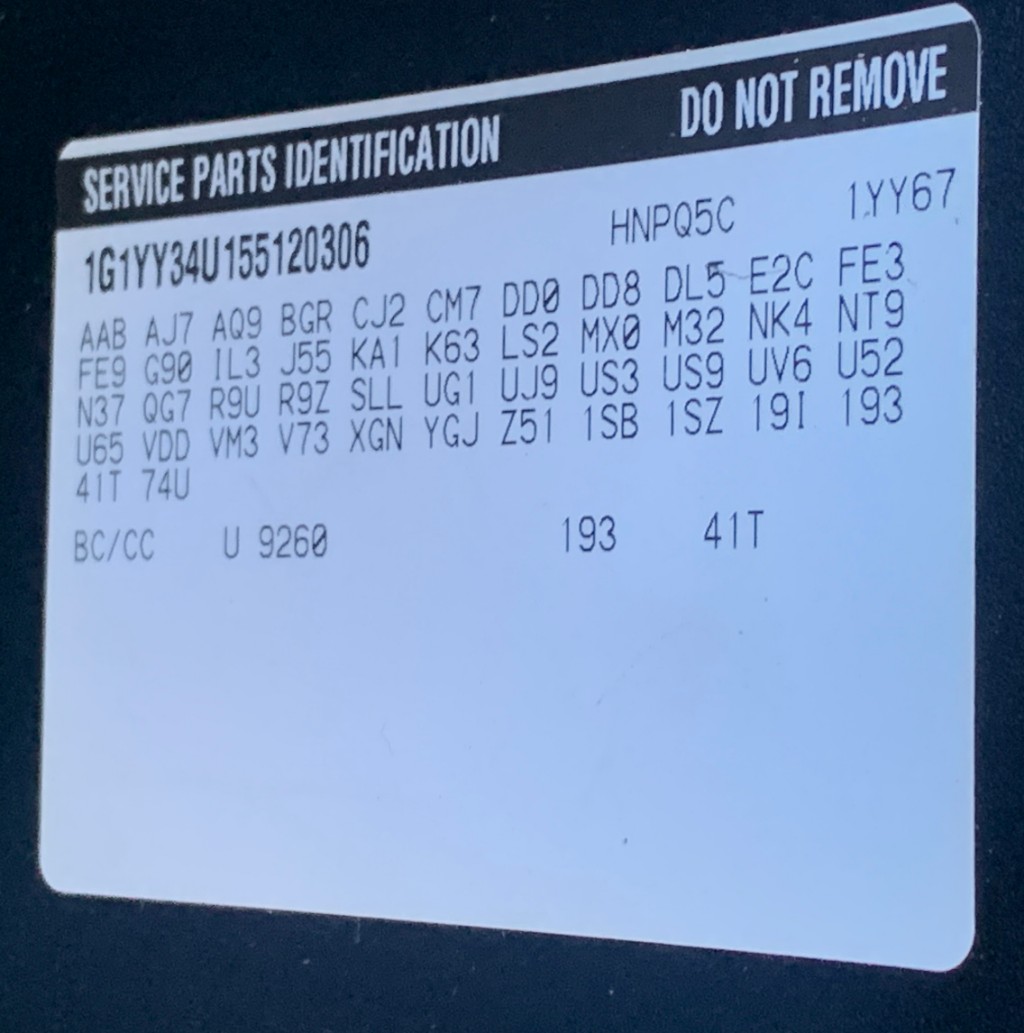 SERVICE PARTS IDENTIFICATION DO NOT REMOVE
1G1YY34U155120306 HNPQ5C 1YY67
AAB AJ7 AQ9 BGR CJ2 CM7 DD0 DD8 DL5 E2C FE3
FE9 G90 IL3 J55 KA1 K63 LS2 MX0 M32 NK4 NT9
N37 QG7 R9U R9Z SLL UG1 UJ9 US3 US9 UV6 U52
U65 VDD VM3 V73 XGN YGJ Z51 1SB 1SZ 19I 193
41T 74U
BC/CC U 9260 193 41T